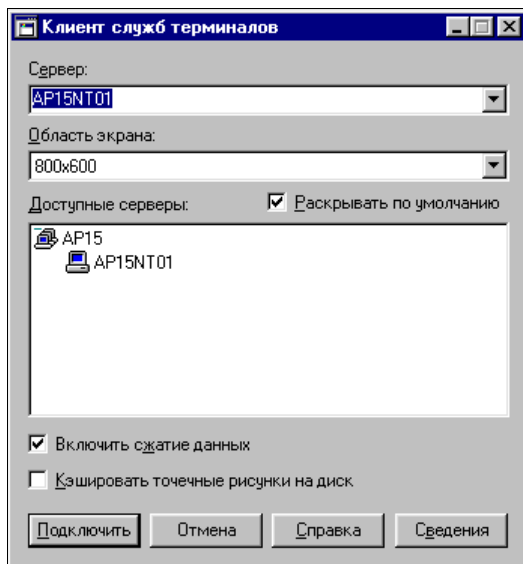 Клиент служб терминалов
Сервер:
AP15NT01
Область экрана:
800x600
Доступные серверы: Раскрывать по умолчанию
AP15
AP15NT01
Включить сжатие данных
Кэшировать точечные рисунки на диск
Подключить Отмена Справка Сведения